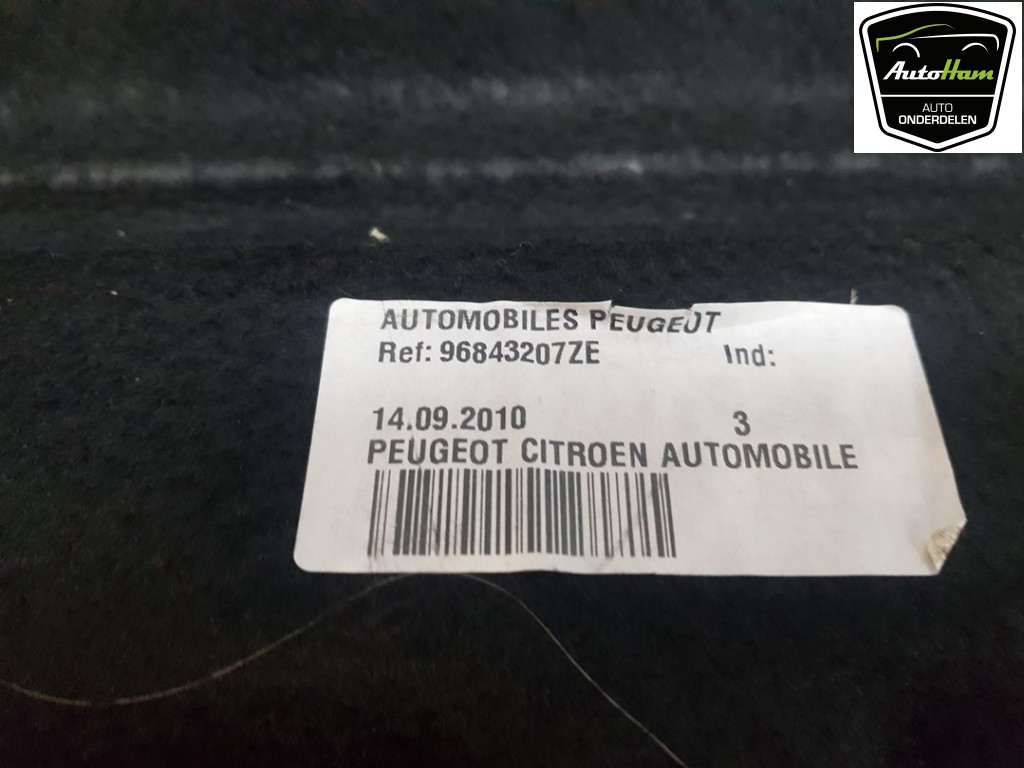 AutoHam
AUTO
ONDERDELEN
AUTOMOBILES PEUGEOT
Ref: 96843207ZE Ind:
14.09.2010 3
PEUGEOT CITROEN AUTOMOBILE